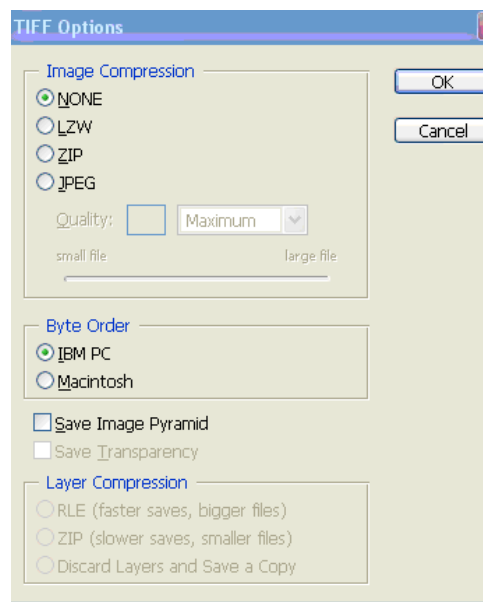 TIFF Options
Image Compression
NONE
LZW
ZIP
JPEG
Quality:
Maximum
small file
large file
Byte Order
IBM PC
Macintosh
Save Image Pyramid
Save Transparency
Layer Compression
RLE (faster saves, bigger files)
ZIP (slower saves, smaller files)
Discard Layers and Save a Copy
OK
Cancel